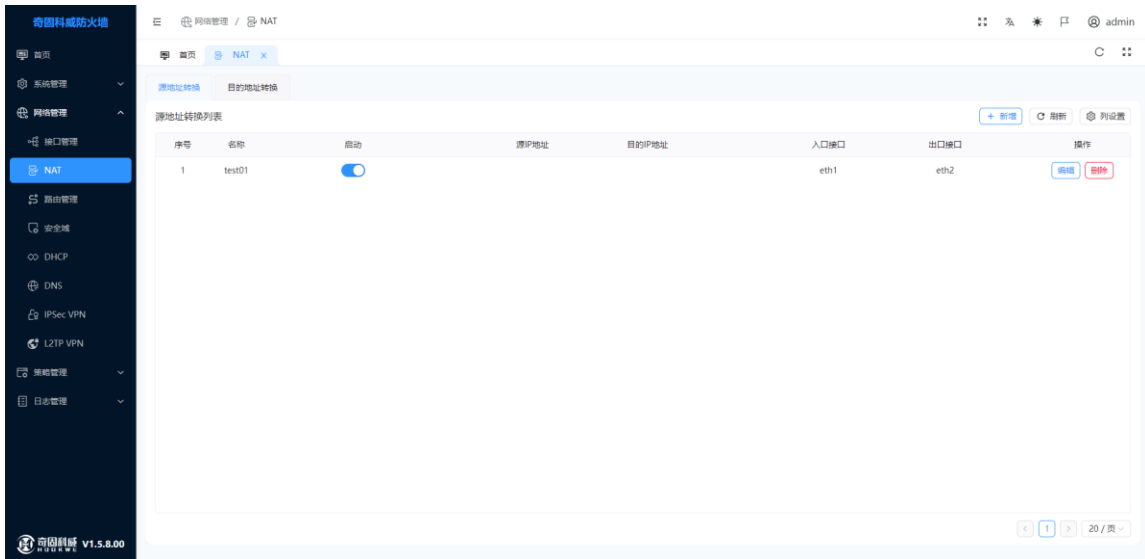 奇固科威防火墙
网络管理 / NAT
admin
首页
首页
NAT ×
系统管理
源地址转换
目的地址转换
网络管理
源地址转换列表
+ 新增
刷新
列设置
接口管理
序号 名称 启动 源IP地址 目的IP地址 入口接口 出口接口 操作
NAT
1 test01 eth1 eth2 编辑 删除
路由管理
安全域
DHCP
DNS
IPSec VPN
L2TP VPN
策略管理
日志管理
< 1 > 20 / 页
奇固科威 V1.5.8.00